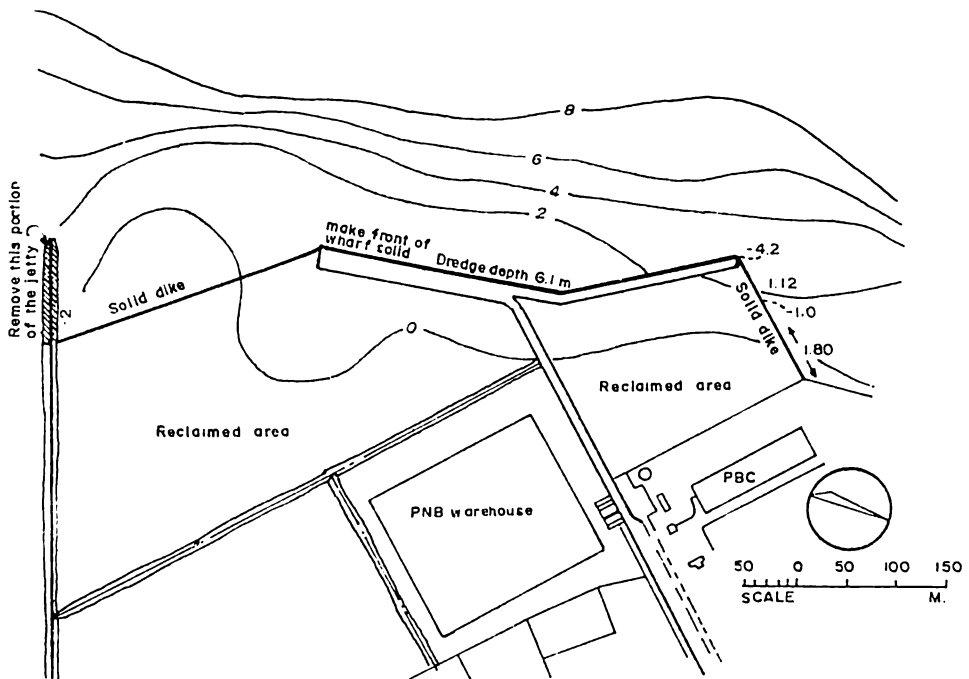 8
6
4
2
Remove this portion
of the jetty
.2
Solid dike
make front of
wharf solid
Dredge depth 6.1 m
-4.2
1.12
-1.0
Solid dike
1.80
0
Reclaimed area
Reclaimed area
PNB warehouse
PBC
50 0 50 100 150
SCALE M.